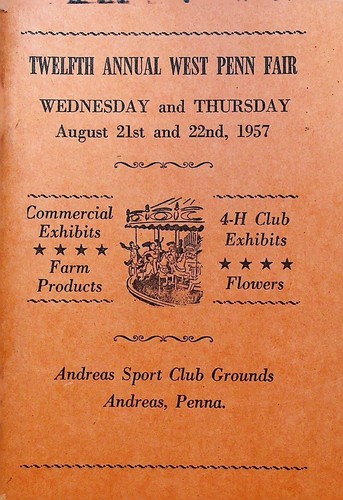 TWELFTH ANNUAL WEST PENN FAIR
WEDNESDAY and THURSDAY
August 21st and 22nd, 1957
Commercial
Exhibits
★ ★ ★ ★
Farm
Products
4-H Club
Exhibits
★ ★ ★ ★
Flowers
Andreas Sport Club Grounds
Andreas, Penna.